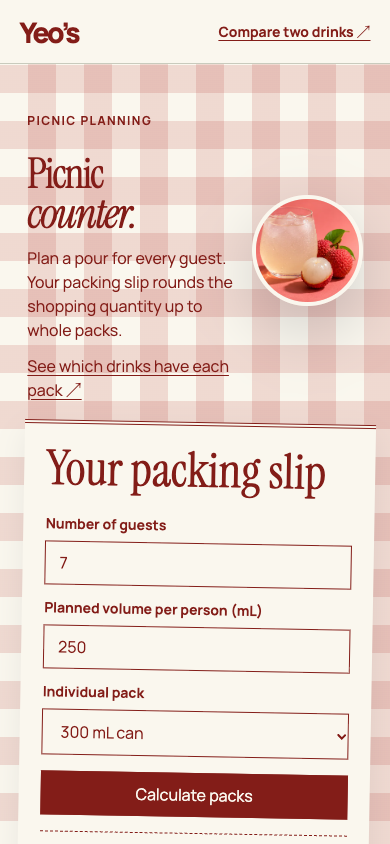 Yeo's
Compare two drinks ↗
PICNIC PLANNING
Picnic
counter.
Plan a pour for every guest.
Your packing slip rounds the
shopping quantity up to
whole packs.
See which drinks have each
pack ↗
Your packing slip
Number of guests
7
Planned volume per person (mL)
250
Individual pack
300 mL can
Calculate packs